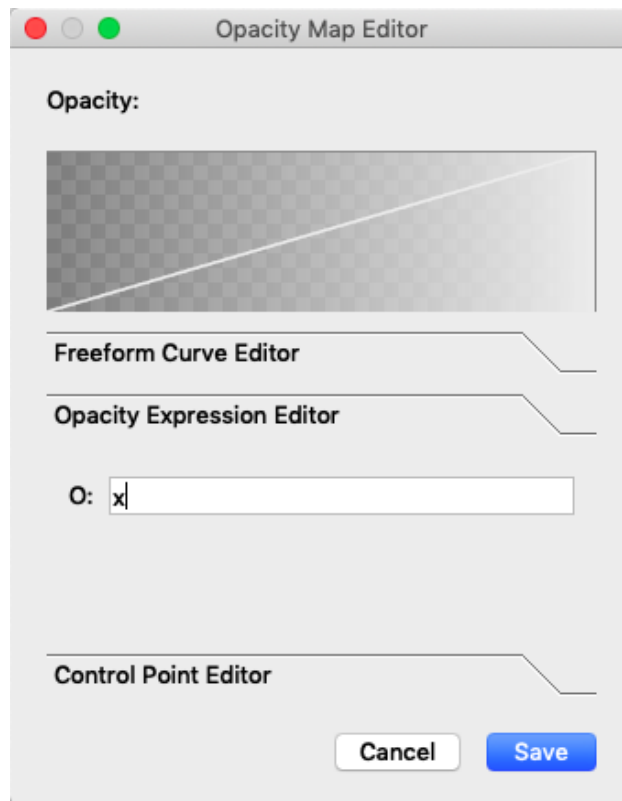 Opacity Map Editor
Opacity:
Freeform Curve Editor
Opacity Expression Editor
O: x
Control Point Editor
Cancel Save